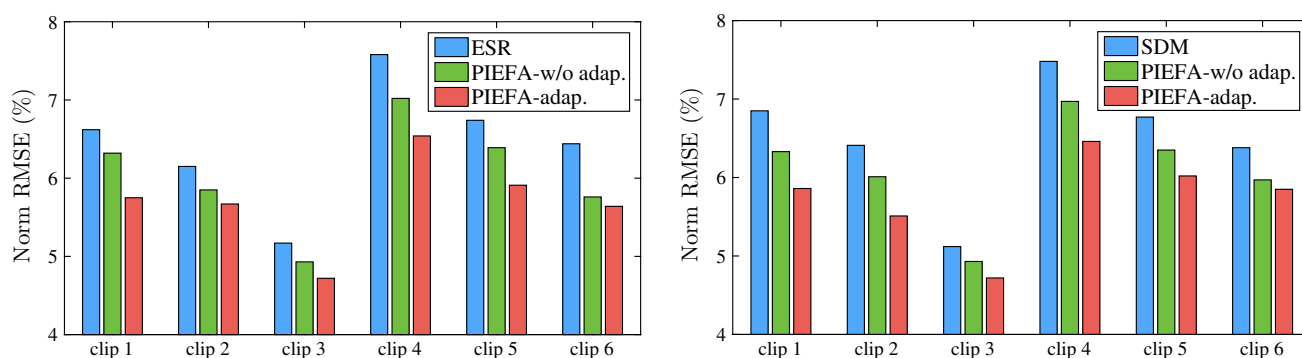 8
7
6
5
4
Norm RMSE (%)
ESR
PIEFA-w/o adap.
PIEFA-adap.
clip 1 clip 2 clip 3 clip 4 clip 5 clip 6
8
7
6
5
4
Norm RMSE (%)
SDM
PIEFA-w/o adap.
PIEFA-adap.
clip 1 clip 2 clip 3 clip 4 clip 5 clip 6